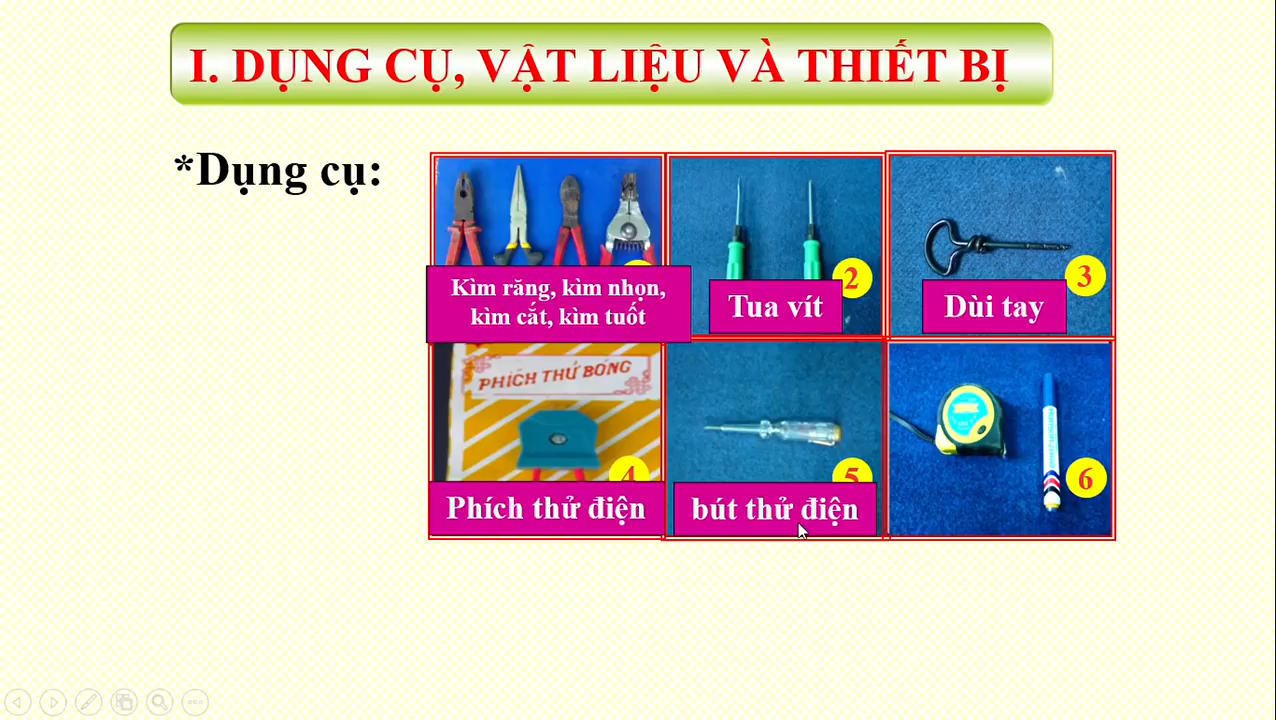 I. DỤNG CỤ, VẬT LIỆU VÀ THIẾT BỊ
*Dụng cụ:
Kìm răng, kìm nhọn,
kìm cắt, kìm tuốt
2
Tua vít
3
Dùi tay
PHÍCH THỬ BÓNG
4
Phích thử điện
5
bút thử điện
6